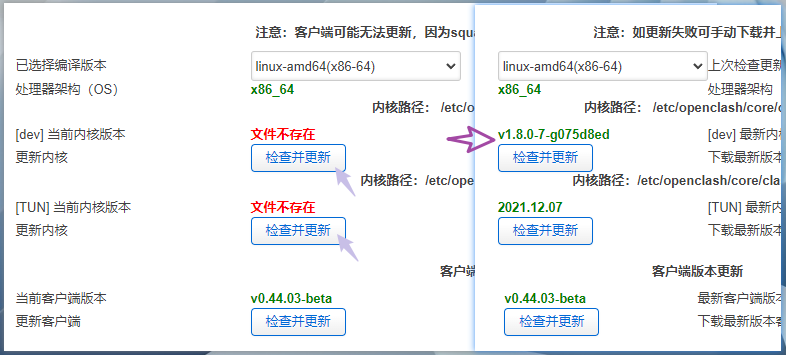 注意：客户端可能无法更新，因为squa
已选择编译版本
linux-amd64(x86-64)
处理器架构（OS）
x86_64
内核路径： /etc/o
[dev] 当前内核版本
文件不存在
更新内核
检查并更新
内核路径：/etc/ope
[TUN] 当前内核版本
文件不存在
更新内核
检查并更新
客户端
当前客户端版本
v0.44.03-beta
更新客户端
检查并更新
注意：如更新失败可手动下载并上
linux-amd64(x86-64)
上次检查更新
x86_64
处理器架构
内核路径： /etc/openclash/core/c
v1.8.0-7-g075d8ed
[dev] 最新内
检查并更新
下载最新版本
内核路径：/etc/openclash/core/cla
2021.12.07
[TUN] 最新内
检查并更新
下载最新版本
客户端版本更新
v0.44.03-beta
最新客户端版本
检查并更新
下载最新版本客